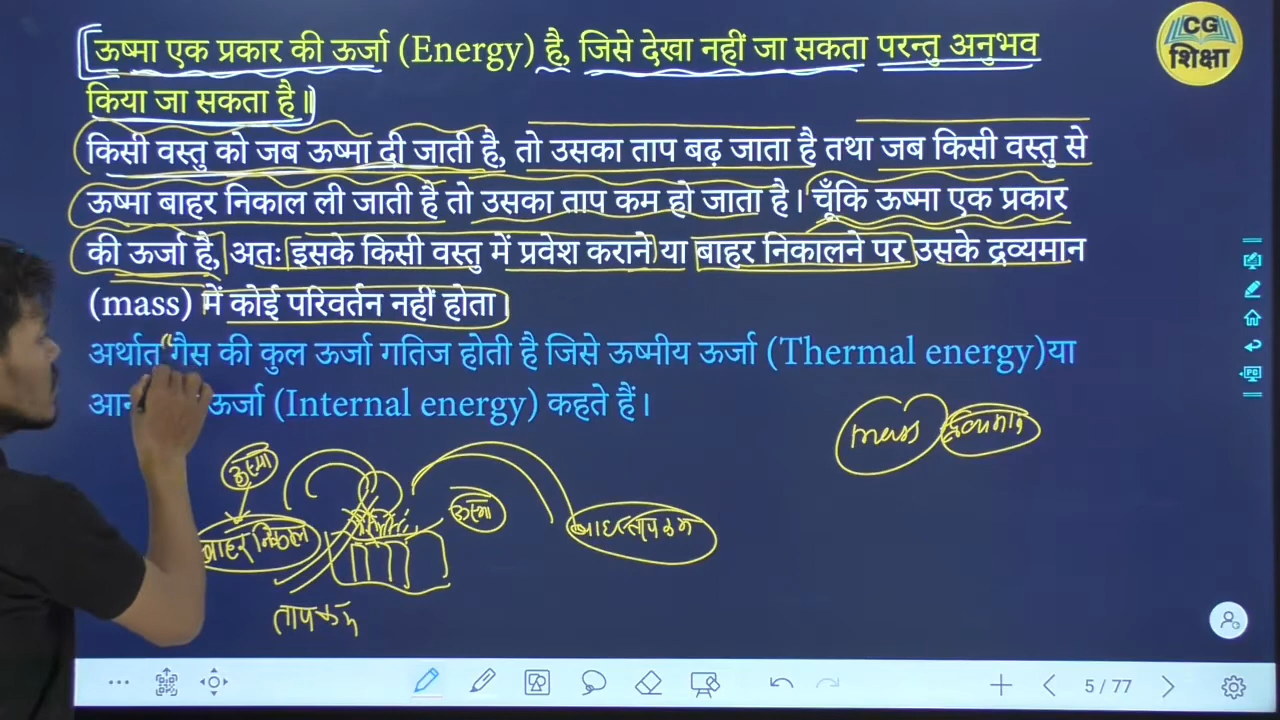 ऊष्मा एक प्रकार की ऊर्जा (Energy) है, जिसे देखा नहीं जा सकता परन्तु अनुभव
किया जा सकता है।
किसी वस्तु को जब ऊष्मा दी जाती है, तो उसका ताप बढ़ जाता है तथा जब किसी वस्तु से
ऊष्मा बाहर निकाल ली जाती है तो उसका ताप कम हो जाता है। चूँकि ऊष्मा एक प्रकार
की ऊर्जा है, अतः इसके किसी वस्तु में प्रवेश कराने या बाहर निकालने पर उसके द्रव्यमान
(mass) में कोई परिवर्तन नहीं होता।
अर्थात गैस की कुल ऊर्जा गतिज होती है जिसे ऊष्मीय ऊर्जा (Thermal energy)या
ऊर्जा (Internal energy) कहते हैं।
CG
शिक्षा
mass द्रव्यमान
ऊष्मा
ऊष्मा
बाहर निकाल
ताप कम
5 / 77